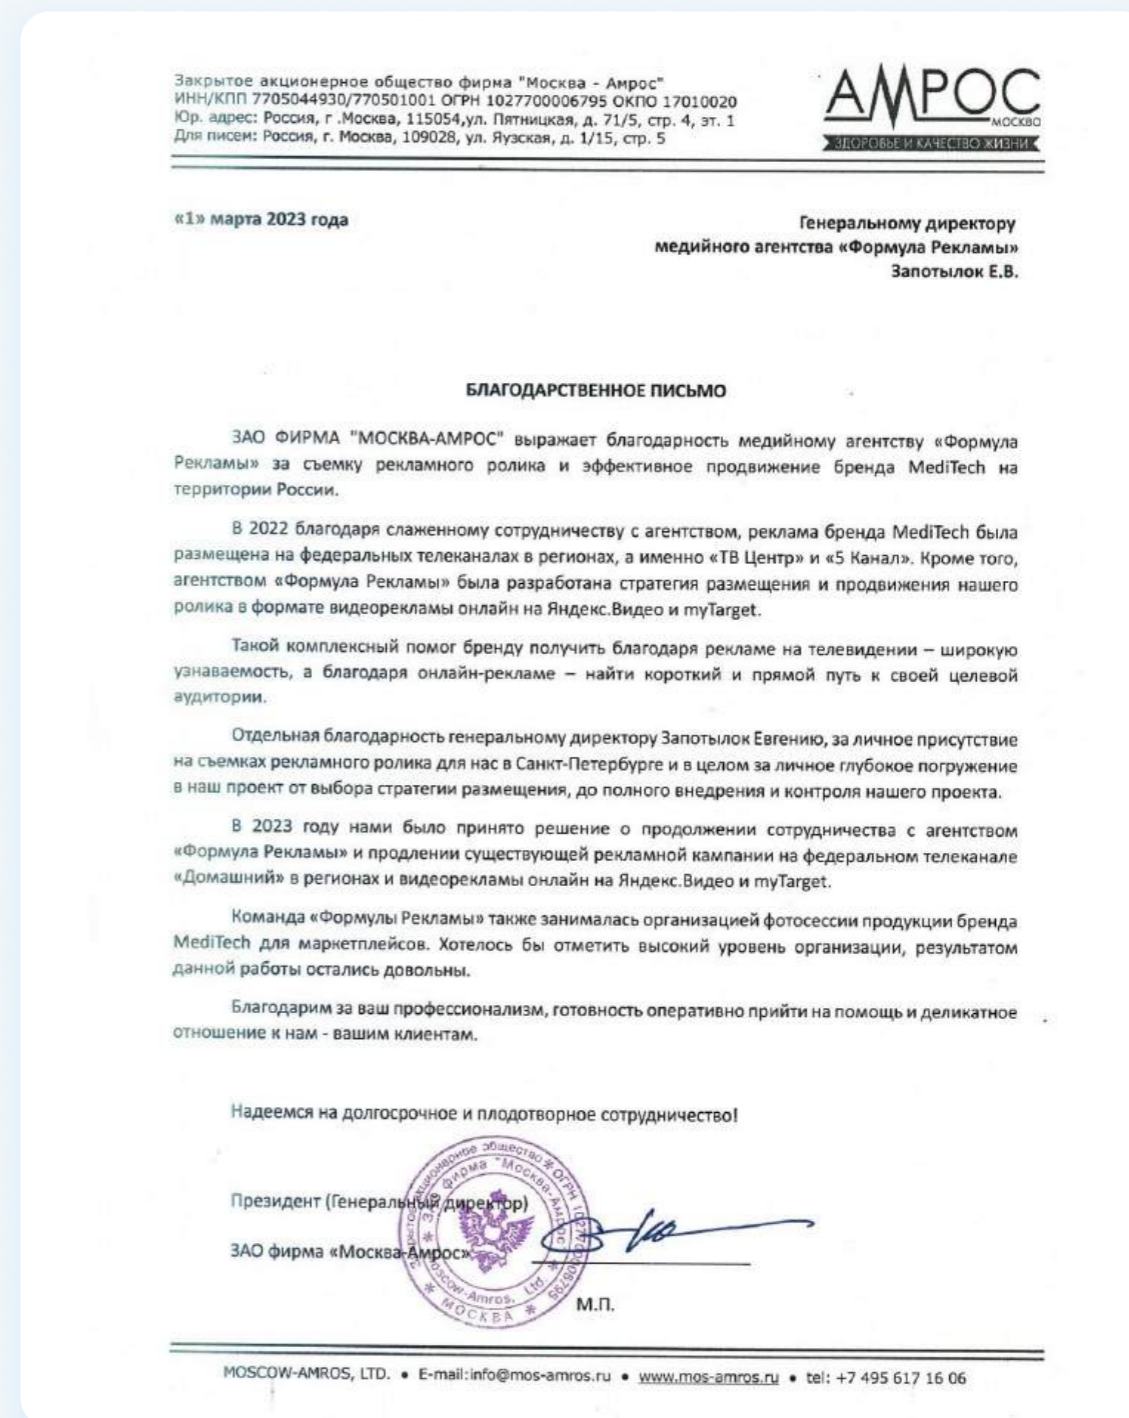 Закрытое акционерное общество фирма "Москва - Амрос"
ИНН/КПП 7705044930/770501001 ОГРН 1027700006795 ОКПО 17010020
Юр. адрес: Россия, г .Москва, 115054,ул. Пятницкая, д. 71/5, стр. 4, эт. 1
Для писем: Россия, г. Москва, 109028, ул. Яузская, д. 1/15, стр. 5
АМРОС
МОСКВО
ЗДОРОВЬЕ И КАЧЕСТВО ЖИЗНИ
«1» марта 2023 года
Генеральному директору
медийного агентства «Формула Рекламы»
Запотылок Е.В.
БЛАГОДАРСТВЕННОЕ ПИСЬМО
ЗАО ФИРМА "МОСКВА-АМРОС" выражает благодарность медийному агентству «Формула
Рекламы» за съемку рекламного ролика и эффективное продвижение бренда MediTech на
территории России.
В 2022 благодаря слаженному сотрудничеству с агентством, реклама бренда MediTech была
размещена на федеральных телеканалах в регионах, а именно «ТВ Центр» и «5 Канал». Кроме того,
агентством «Формула Рекламы» была разработана стратегия размещения и продвижения нашего
ролика в формате видеорекламы онлайн на Яндекс.Видео и myTarget.
Такой комплексный помог бренду получить благодаря рекламе на телевидении – широкую
узнаваемость, а благодаря онлайн-рекламе – найти короткий и прямой путь к своей целевой
аудитории.
Отдельная благодарность генеральному директору Запотылок Евгению, за личное присутствие
на съемках рекламного ролика для нас в Санкт-Петербурге и в целом за личное глубокое погружение
в наш проект от выбора стратегии размещения, до полного внедрения и контроля нашего проекта.
В 2023 году нами было принято решение о продолжении сотрудничества с агентством
«Формула Рекламы» и продлении существующей рекламной кампании на федеральном телеканале
«Домашний» в регионах и видеорекламы онлайн на Яндекс.Видео и myTarget.
Команда «Формулы Рекламы» также занималась организацией фотосессии продукции бренда
MediTech для маркетплейсов. Хотелось бы отметить высокий уровень организации, результатом
данной работы остались довольны.
Благодарим за ваш профессионализм, готовность оперативно прийти на помощь и деликатное
отношение к нам - вашим клиентам.
Надеемся на долгосрочное и плодотворное сотрудничество!
Президент (Генеральный директор)
ЗАО фирма «Москва-Амрос»
Закрытое акционерное общество * ОГРН 1027700006795
* МОСКВА *
* ЗАО фирма "Москва-Амрос" *
Moscow-Amros, Ltd.
М.П.
MOSCOW-AMROS, LTD. • E-mail:info@mos-amros.ru • www.mos-amros.ru • tel: +7 495 617 16 06